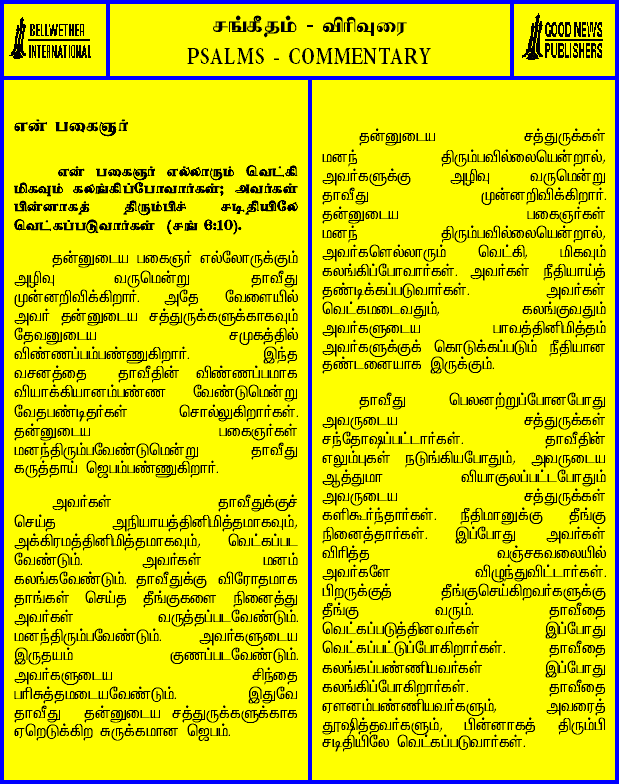 BELLWETHER
INTERNATIONAL
சங்கீதம் - விரிவுரை
PSALMS - COMMENTARY
GOOD NEWS
PUBLISHERS
என் பகைஞர்
என் பகைஞர் எல்லாரும் வெட்கி
மிகவும் கலங்கிப்போவார்கள்; அவர்கள்
பின்னாகத் திரும்பிச் சடிதியிலே
வெட்கப்படுவார்கள் (சங் 6:10).
தன்னுடைய பகைஞர் எல்லோருக்கும்
அழிவு வருமென்று தாவீது
முன்னறிவிக்கிறார். அதே வேளையில்
அவர் தன்னுடைய சத்துருக்களுக்காகவும்
தேவனுடைய சமுகத்தில்
விண்ணப்பம்பண்ணுகிறார். இந்த
வசனத்தை தாவீதின் விண்ணப்பமாக
வியாக்கியானம்பண்ண வேண்டுமென்று
வேதபண்டிதர்கள் சொல்லுகிறார்கள்.
தன்னுடைய பகைஞர்கள்
மனந்திரும்பவேண்டுமென்று தாவீது
கருத்தாய் ஜெபம்பண்ணுகிறார்.
அவர்கள் தாவீதுக்குச்
செய்த அநியாயத்தினிமித்தமாகவும்,
அக்கிரமத்தினிமித்தமாகவும், வெட்கப்பட
வேண்டும். அவர்கள் மனம்
கலங்கவேண்டும். தாவீதுக்கு விரோதமாக
தாங்கள் செய்த தீங்குகளை நினைத்து
அவர்கள் வருத்தப்படவேண்டும்.
மனந்திரும்பவேண்டும். அவர்களுடைய
இருதயம் குணப்படவேண்டும்.
அவர்களுடைய சிந்தை
பரிசுத்தமடையவேண்டும். இதுவே
தாவீது தன்னுடைய சத்துருக்களுக்காக
ஏறெடுக்கிற சுருக்கமான ஜெபம்.
தன்னுடைய சத்துருக்கள்
மனந் திரும்பவில்லையென்றால்,
அவர்களுக்கு அழிவு வருமென்று
தாவீது முன்னறிவிக்கிறார்.
தன்னுடைய பகைஞர்கள்
மனந் திரும்பவில்லையென்றால்,
அவர்களெல்லாரும் வெட்கி, மிகவும்
கலங்கிப்போவார்கள். அவர்கள் நீதியாய்த்
தண்டிக்கப்படுவார்கள். அவர்கள்
வெட்கமடைவதும், கலங்குவதும்
அவர்களுடைய பாவத்தினிமித்தம்
அவர்களுக்குக் கொடுக்கப்படும் நீதியான
தண்டனையாக இருக்கும்.
தாவீது பெலனற்றுப்போனபோது
அவருடைய சத்துருக்கள்
சந்தோஷப்பட்டார்கள். தாவீதின்
எலும்புகள் நடுங்கியபோதும், அவருடைய
ஆத்துமா வியாகுலப்பட்டபோதும்
அவருடைய சத்துருக்கள்
களிகூர்ந்தார்கள். நீதிமானுக்கு தீங்கு
நினைத்தார்கள். இப்போது அவர்கள்
விரித்த வஞ்சகவலையில்
அவர்களே விழுந்துவிட்டார்கள்.
பிறருக்குத் தீங்குசெய்கிறவர்களுக்கு
தீங்கு வரும். தாவீதை
வெட்கப்படுத்தினவர்கள் இப்போது
வெட்கப்பட்டுப்போகிறார்கள். தாவீதை
கலங்கப்பண்ணியவர்கள் இப்போது
கலங்கிப்போகிறார்கள். தாவீதை
ஏளனம்பண்ணியவர்களும், அவரைத்
தூஷித்தவர்களும், பின்னாகத் திரும்பி
சடிதியிலே வெட்கப்படுவார்கள்.